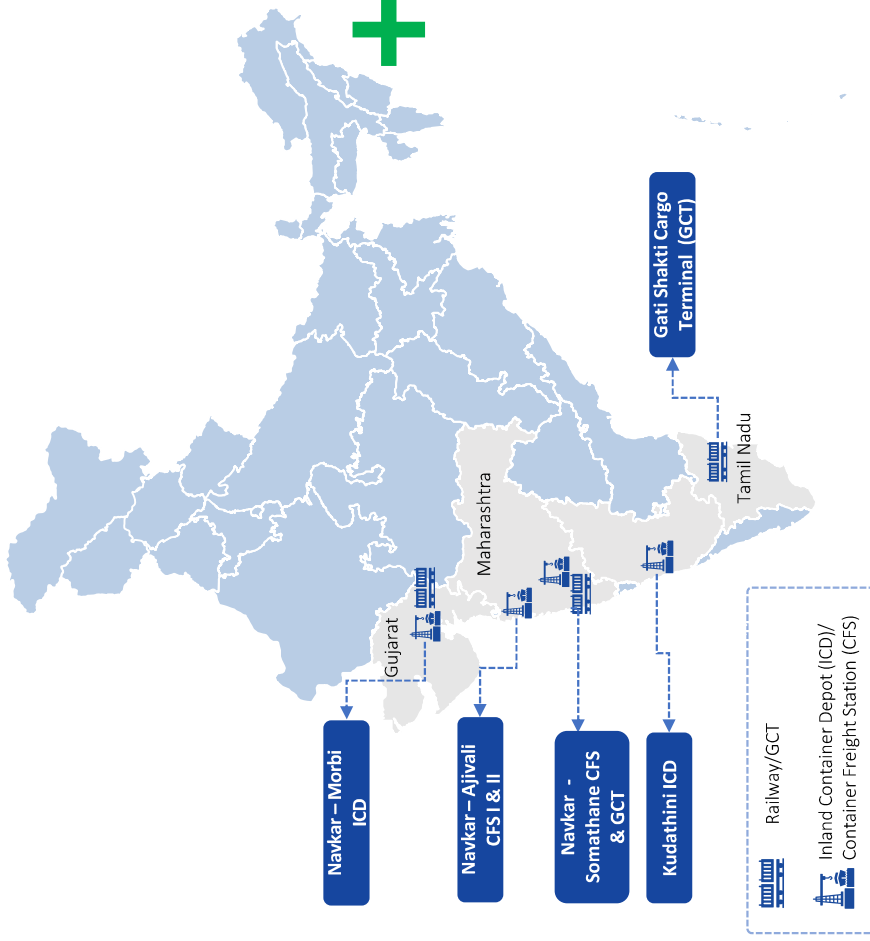 Navkar – Morbi
ICD
Gujarat
Navkar – Ajivali
CFS I & II
Maharashtra
Navkar -
Somathane CFS
& GCT
Kudathini ICD
Gati Shakti Cargo
Terminal (GCT)
Tamil Nadu
Railway/GCT
Inland Container Depot (ICD)/
Container Freight Station (CFS)